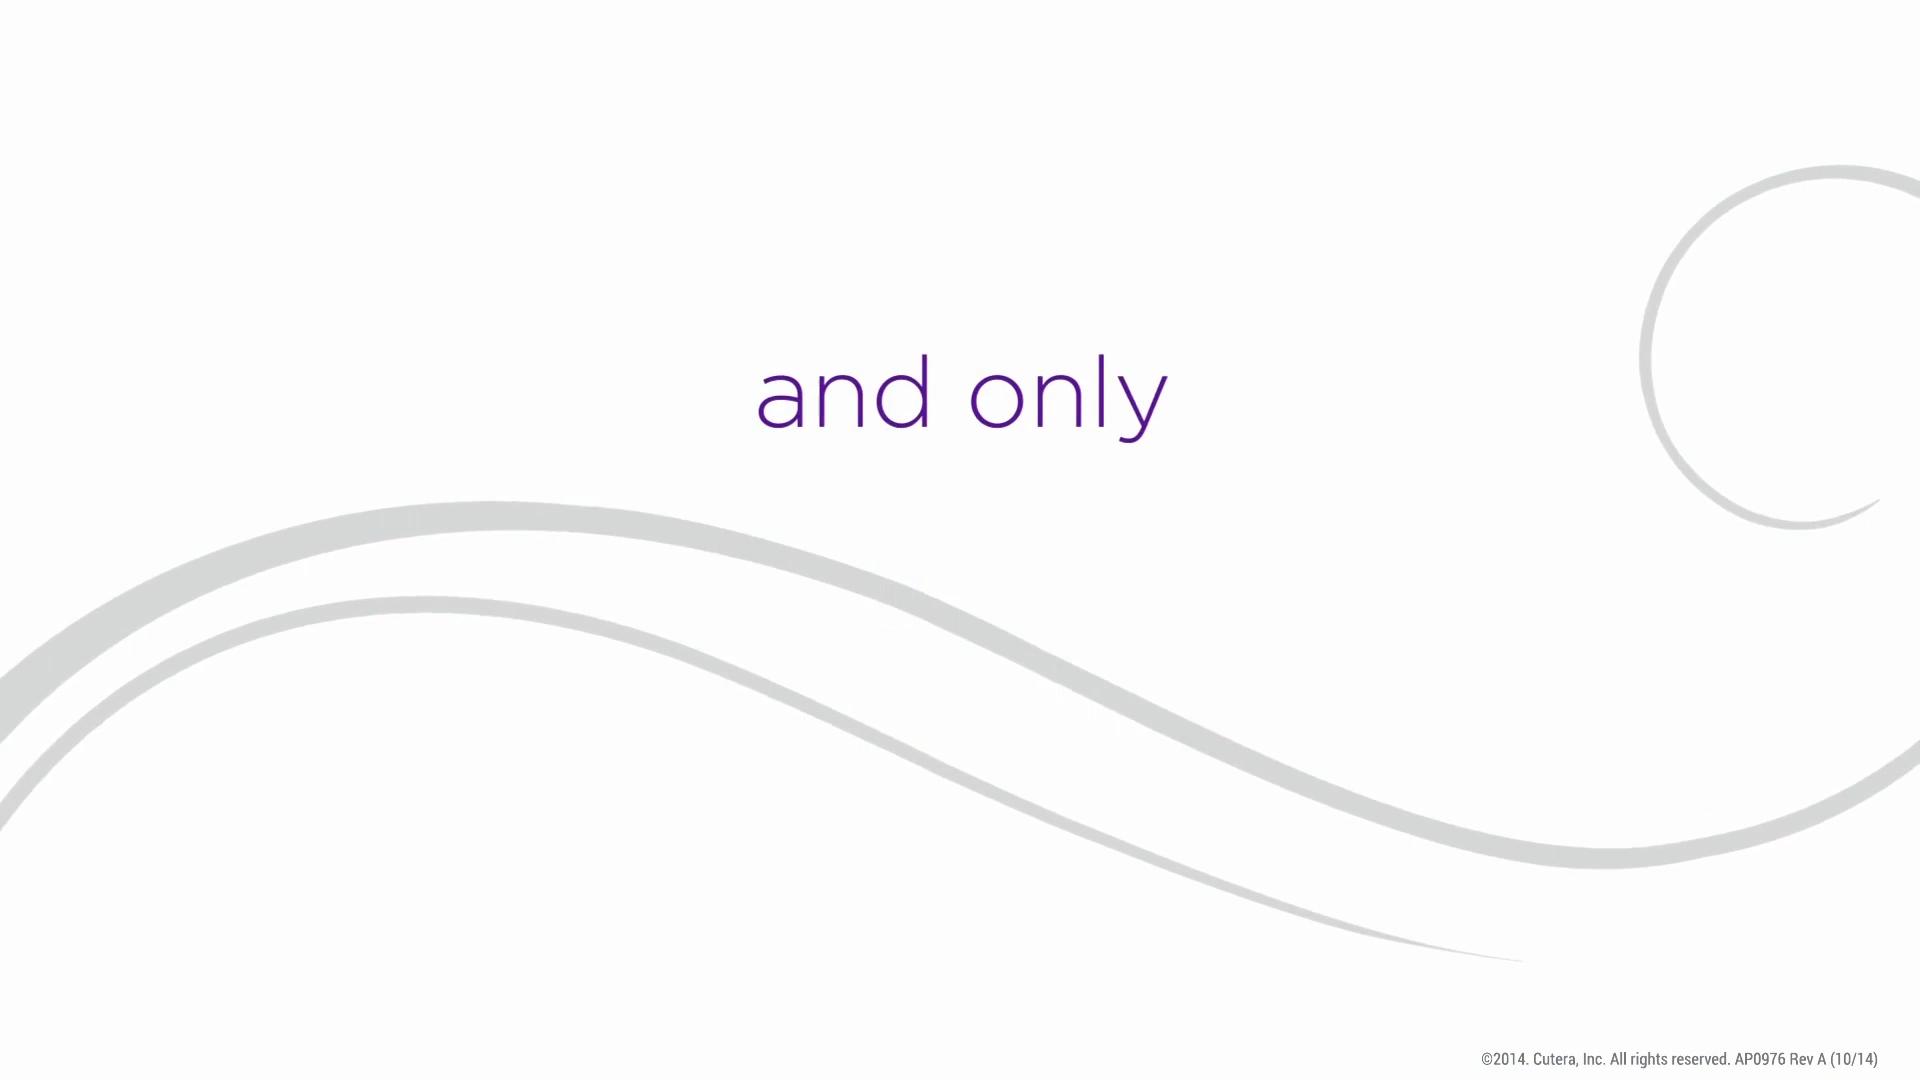 and only
©2014. Cutera, Inc. All rights reserved. AP0976 Rev A (10/14)